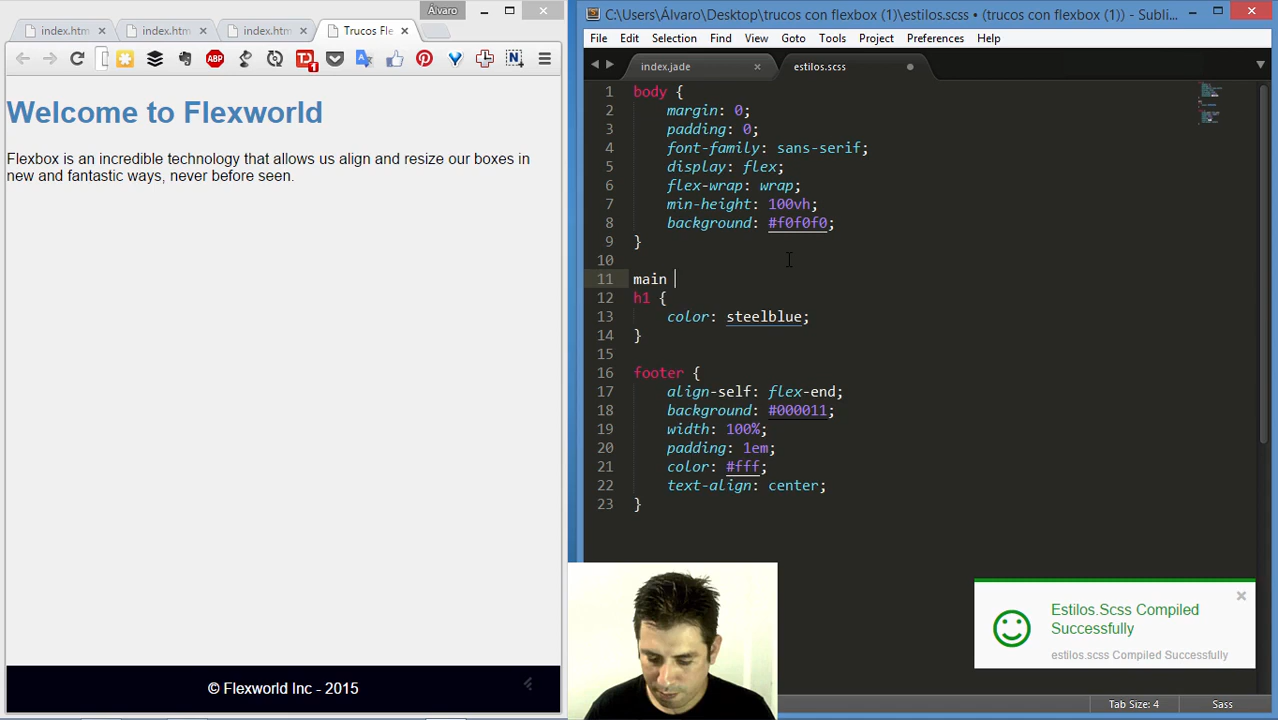 Álvaro
index.htm
index.htm
index.htm
Trucos Fle
ABP
1
N
Welcome to Flexworld
Flexbox is an incredible technology that allows us align and resize our boxes in
new and fantastic ways, never before seen.
© Flexworld Inc - 2015
C:\Users\Álvaro\Desktop\trucos con flexbox (1)\estilos.scss • (trucos con flexbox (1)) - Subli...
File Edit Selection Find View Goto Tools Project Preferences Help
index.jade
estilos.scss
1 body {
2 margin: 0;
3 padding: 0;
4 font-family: sans-serif;
5 display: flex;
6 flex-wrap: wrap;
7 min-height: 100vh;
8 background: #f0f0f0;
9 }
10
11 main
12 h1 {
13 color: steelblue;
14 }
15
16 footer {
17 align-self: flex-end;
18 background: #000011;
19 width: 100%;
20 padding: 1em;
21 color: #fff;
22 text-align: center;
23 }
Estilos.Scss Compiled
Successfully
estilos.scss Compiled Successfully
Tab Size: 4 Sass